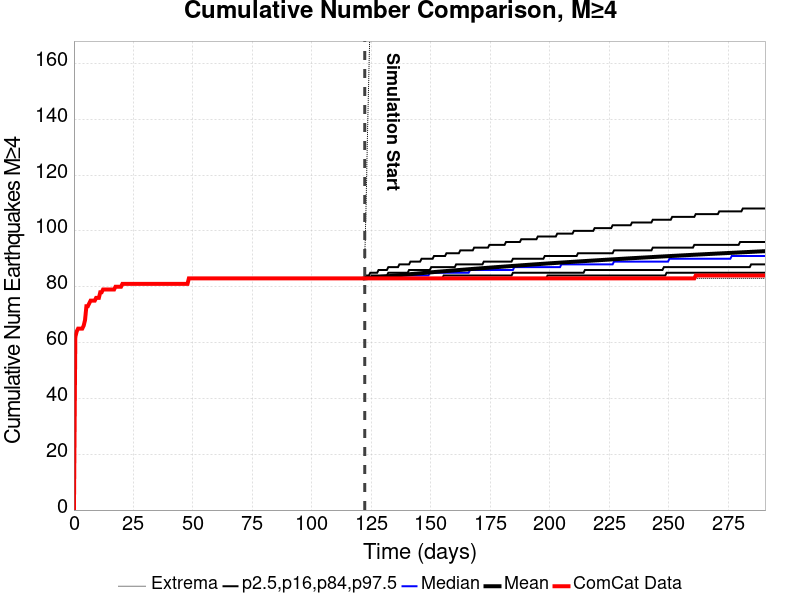 Cumulative Number Comparison, M≥4
Cumulative Num Earthquakes M≥4
160
140
120
100
80
60
40
20
0
Simulation Start
0 25 50 75 100 125 150 175 200 225 250 275
Time (days)
Extrema p2.5,p16,p84,p97.5 Median Mean ComCat Data